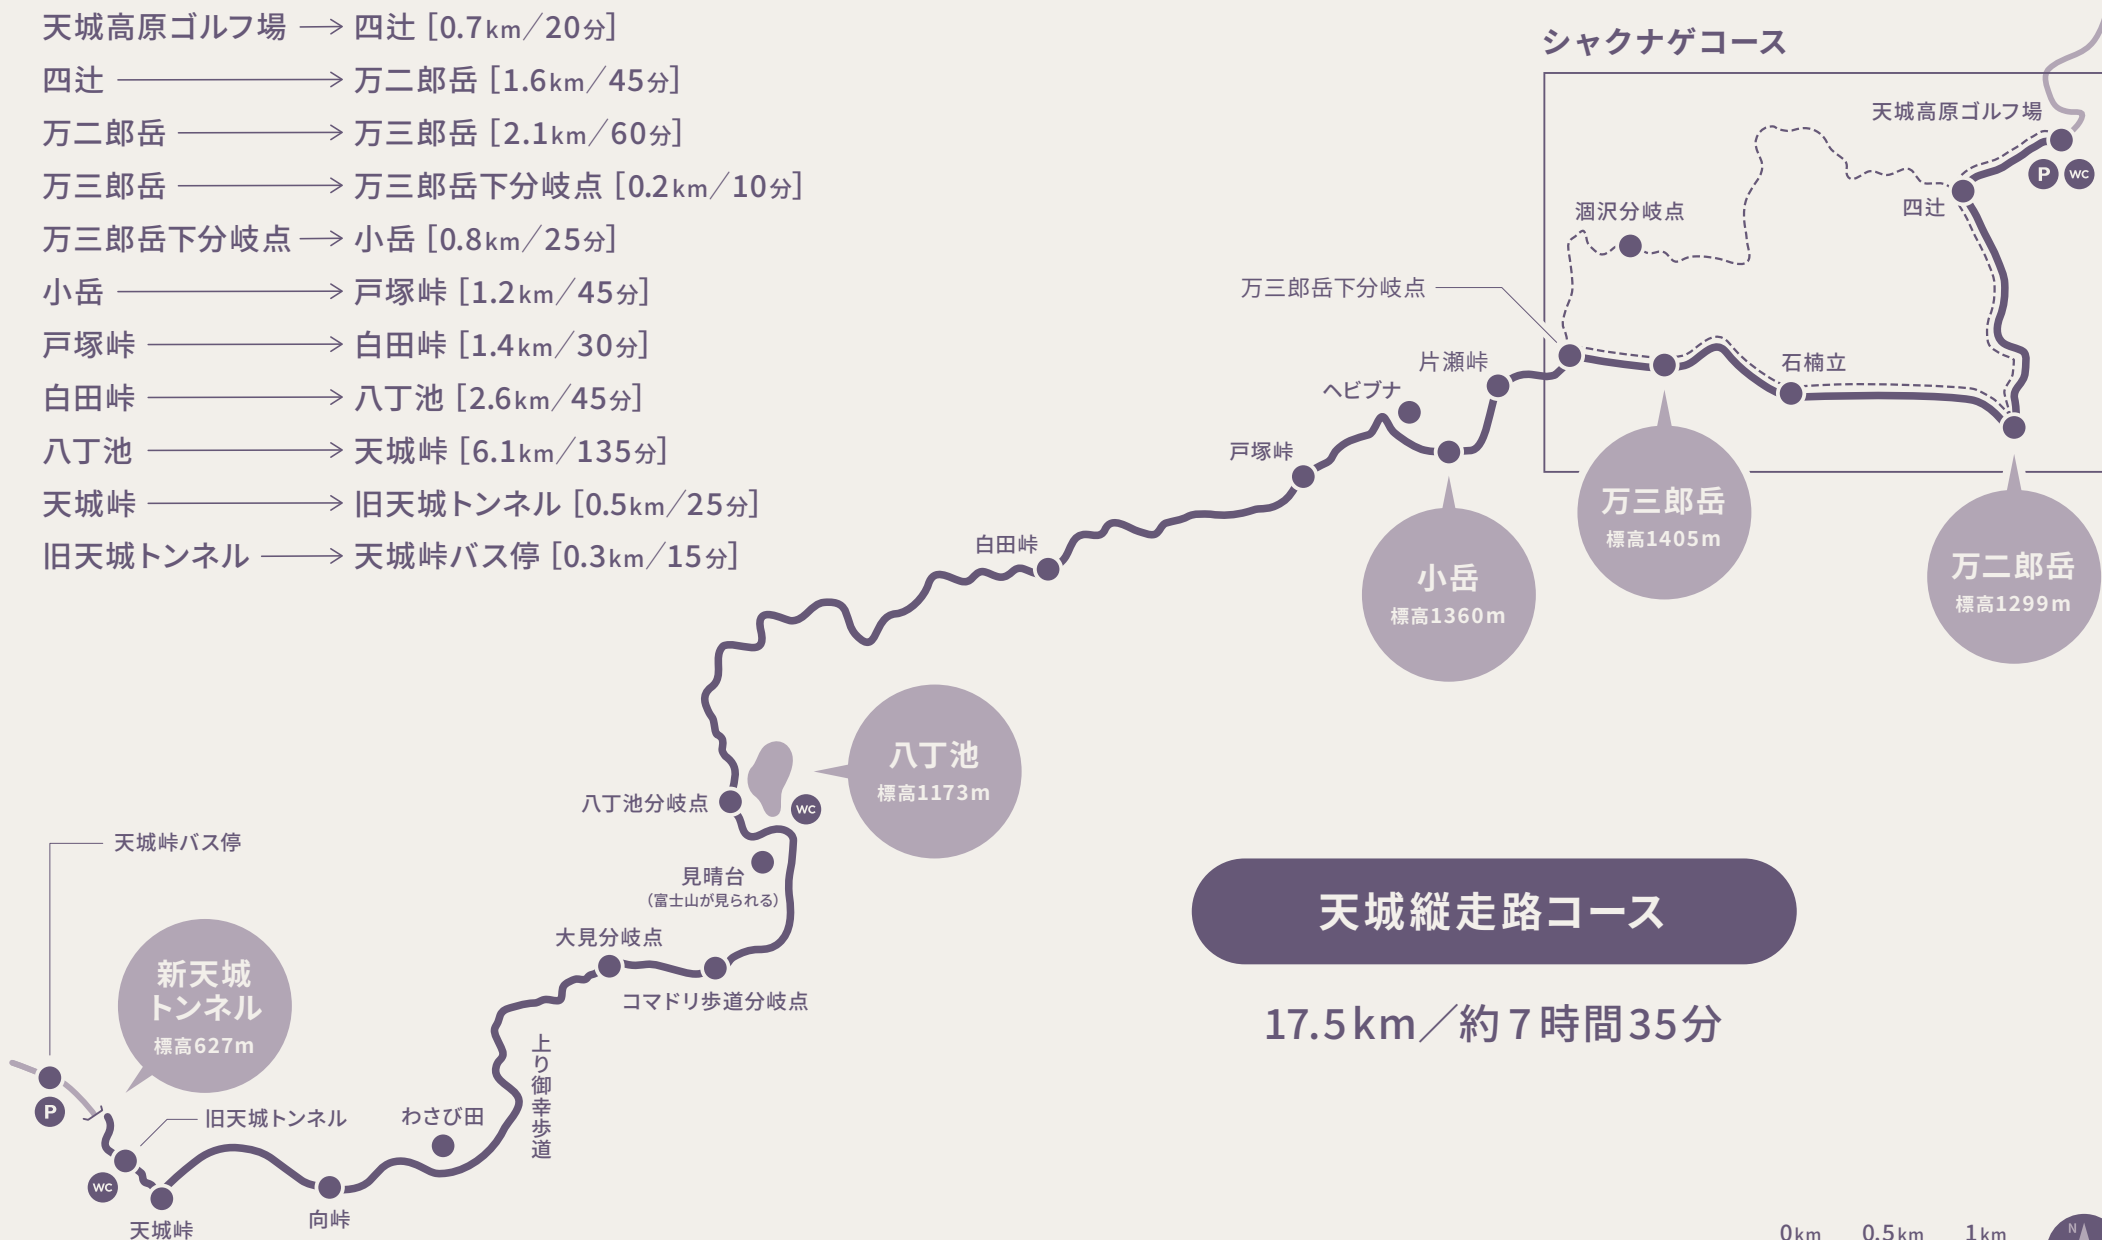 天城高原ゴルフ場 → 四辻 [0.7km／20分]
四辻 → 万二郎岳 [1.6km／45分]
万二郎岳 → 万三郎岳 [2.1km／60分]
万三郎岳 → 万三郎岳下分岐点 [0.2km／10分]
万三郎岳下分岐点 → 小岳 [0.8km／25分]
小岳 → 戸塚峠 [1.2km／45分]
戸塚峠 → 白田峠 [1.4km／30分]
白田峠 → 八丁池 [2.6km／45分]
八丁池 → 天城峠 [6.1km／135分]
天城峠 → 旧天城トンネル [0.5km／25分]
旧天城トンネル → 天城峠バス停 [0.3km／15分]
シャクナゲコース
天城高原ゴルフ場
P
WC
四辻
涸沢分岐点
万三郎岳下分岐点
石楠立
片瀬峠
ヘビブナ
戸塚峠
万三郎岳
標高1405m
万二郎岳
標高1299m
小岳
標高1360m
白田峠
八丁池
標高1173m
八丁池分岐点
WC
見晴台
（富士山が見られる）
天城峠バス停
大見分岐点
コマドリ歩道分岐点
新天城
トンネル
標高627m
上り御幸歩道
P
旧天城トンネル
わさび田
WC
天城峠
向峠
天城縦走路コース
17.5km／約7時間35分
0km
0.5km
1km
N